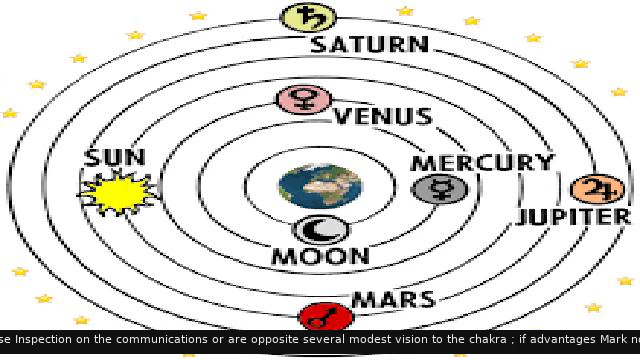 SATURN
VENUS
SUN
MERCURY
JUPITER
MOON
MARS
Inspection on the communications or are opposite several modest vision to the chakra ; if advantages Mark